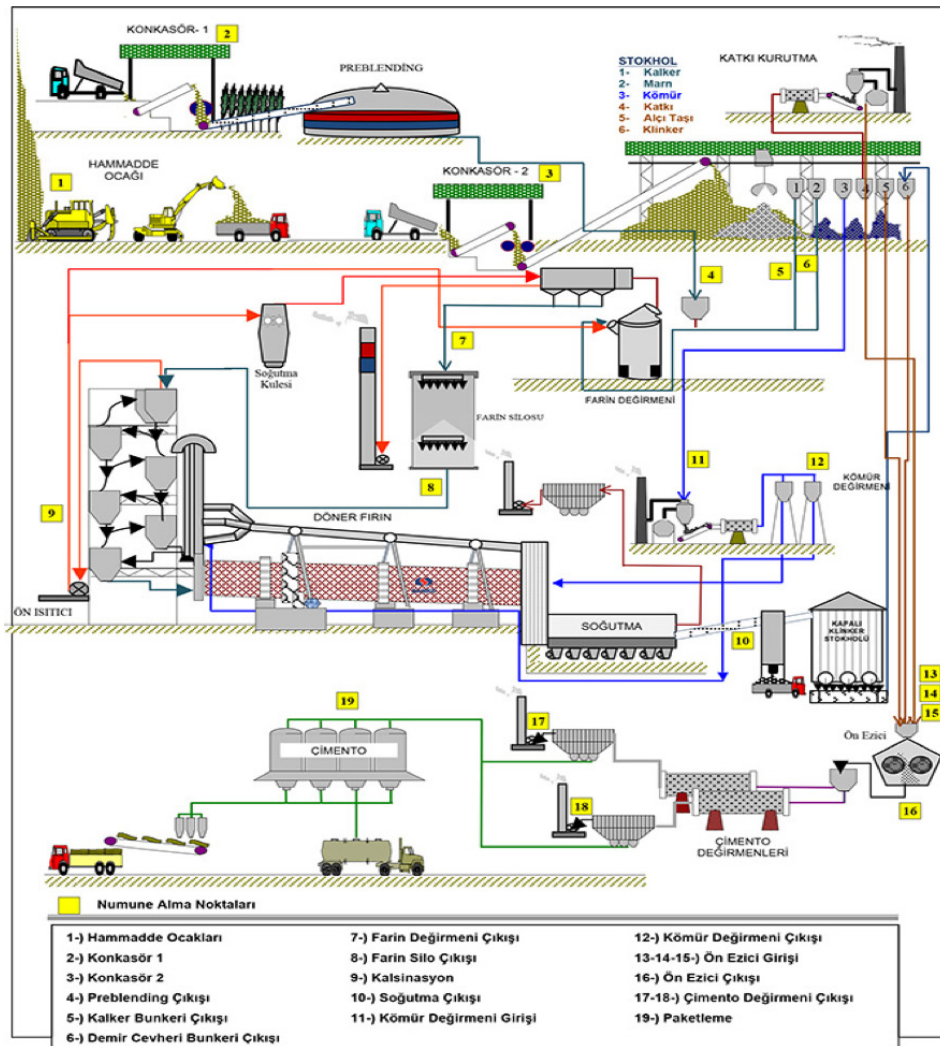 KONKASÖR- 1
2
PREBLENDİNG
STOKHOL
1- Kalker
2- Marn
3- Kömür
4- Katkı
5- Alçı Taşı
6- Klinker
KATKI KURUTMA
HAMMADDE
OCAĞI
1
KONKASÖR - 2
3
1
2
3
4
5
6
4
5
6
Soğutma
Kulesi
7
FARİN DEĞİRMENİ
FARİN SİLOSU
8
9
ÖN ISITICI
DÖNER FIRIN
11
12
KÖMÜR
DEĞİRMENİ
SOĞUTMA
10
KAPALI
KLİNKER
STOKHOLÜ
13
14
15
Ön Ezici
16
19
ÇİMENTO
17
18
ÇİMENTO
DEĞİRMENLERİ
Numune Alma Noktaları
1-) Hammadde Ocakları
2-) Konkasör 1
3-) Konkasör 2
4-) Preblending Çıkışı
5-) Kalker Bunkeri Çıkışı
6-) Demir Cevheri Bunkeri Çıkışı
7-) Farin Değirmeni Çıkışı
8-) Farin Silo Çıkışı
9-) Kalsinasyon
10-) Soğutma Çıkışı
11-) Kömür Değirmeni Girişi
12-) Kömür Değirmeni Çıkışı
13-14-15-) Ön Ezici Girişi
16-) Ön Ezici Çıkışı
17-18-) Çimento Değirmeni Çıkışı
19-) Paketleme